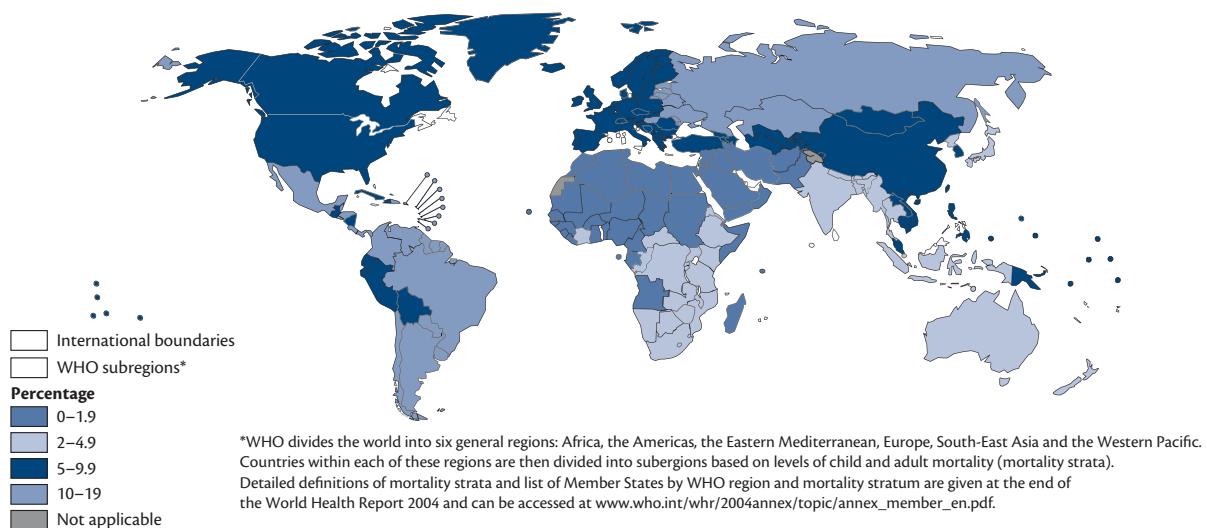 International boundaries
WHO subregions*
Percentage
0–1.9
2–4.9
5–9.9
10–19
Not applicable
*WHO divides the world into six general regions: Africa, the Americas, the Eastern Mediterranean, Europe, South-East Asia and the Western Pacific.
Countries within each of these regions are then divided into subergions based on levels of child and adult mortality (mortality strata).
Detailed definitions of mortality strata and list of Member States by WHO region and mortality stratum are given at the end of
the World Health Report 2004 and can be accessed at www.who.int/whr/2004annex/topic/annex_member_en.pdf.